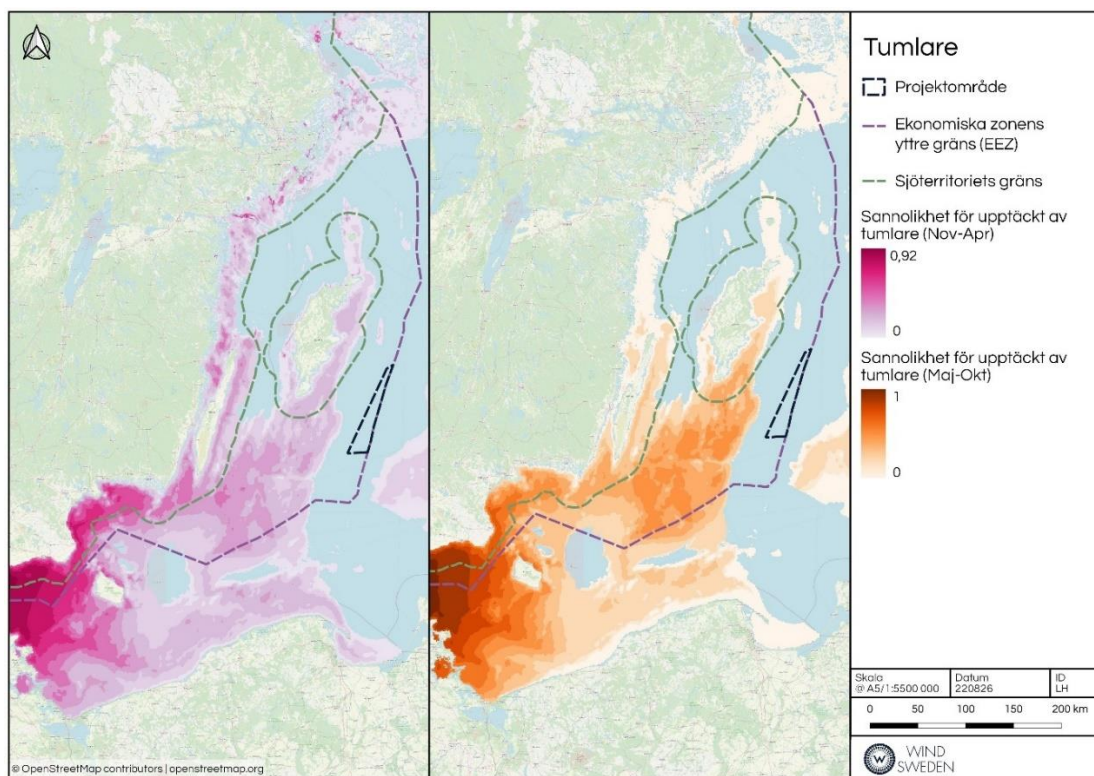 Tumlare
Projektområde
Ekonomiska zonens
yttre gräns (EEZ)
Sjöterritoriets gräns
Sannolikhet för upptäckt av
tumlare (Nov-Apr)
0,92
0
Sannolikhet för upptäckt av
tumlare (Maj-Okt)
1
0
Skala
@ A5/1:5500 000
Datum
220826
ID
LH
0 50 100 150 200 km
W
WIND
SWEDEN
© OpenStreetMap contributors | openstreetmap.org